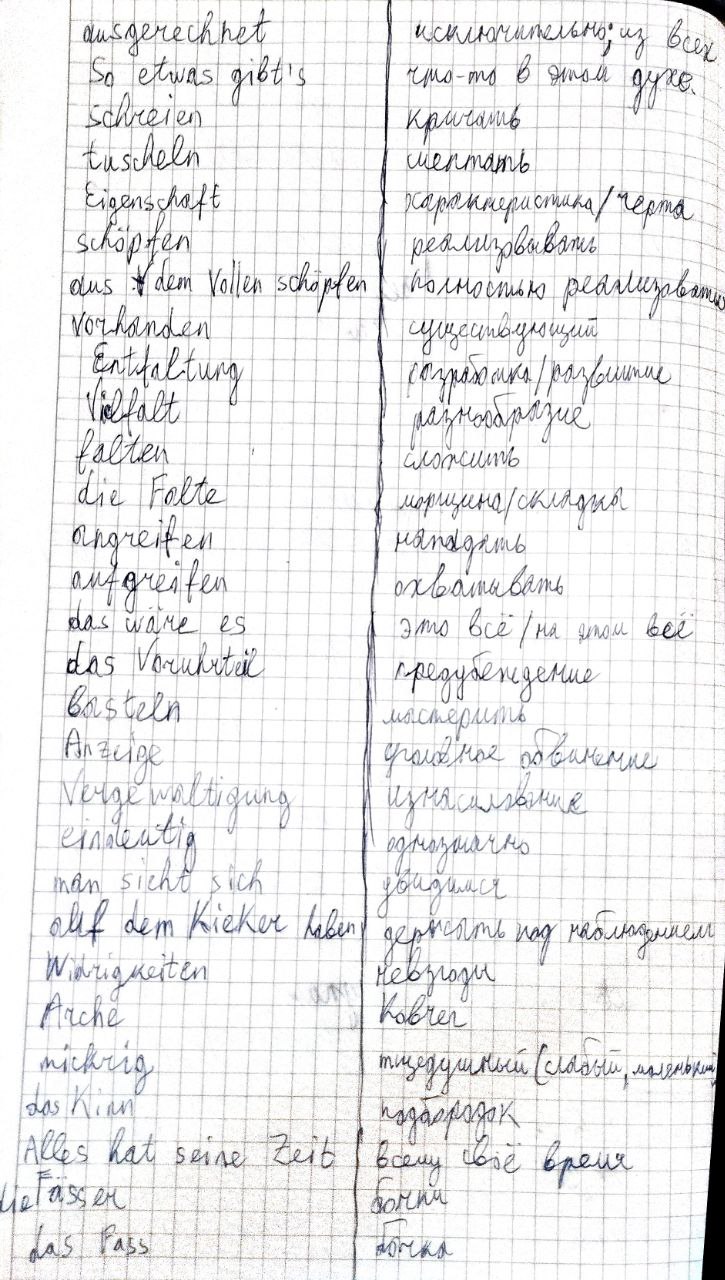 ausgerechnet исключительно; из всех
So etwas gibt's что-то в этом духе.
schreien кричать
tuscheln шептать
Eigenschaft характеристика/черта
schöpfen реализовывать
aus dem Vollen schöpfen полностью реализовать
vorhanden существующий
Entfaltung разработка/развитие
Vielfalt разнообразие
falten сложить
die Falte морщина/складка
angreifen нападать
aufgreifen охватывать
das wäre es это всё/на этом всё
das Voruhrteil предубеждение
basteln мастерить
Anzeige уголовное обвинение
Vergewaltigung изнасилование
eindeutig однозначно
man sieht sich увидимся
auf dem Kieker haben держать под наблюдением
Widrigkeiten невзгоды
Arche Ковчег
mickrig тщедушный (слабый, маленький)
das Kinn подбородок
Alles hat seine Zeit всему своё время
die Fässer бочки
das Fass бочка